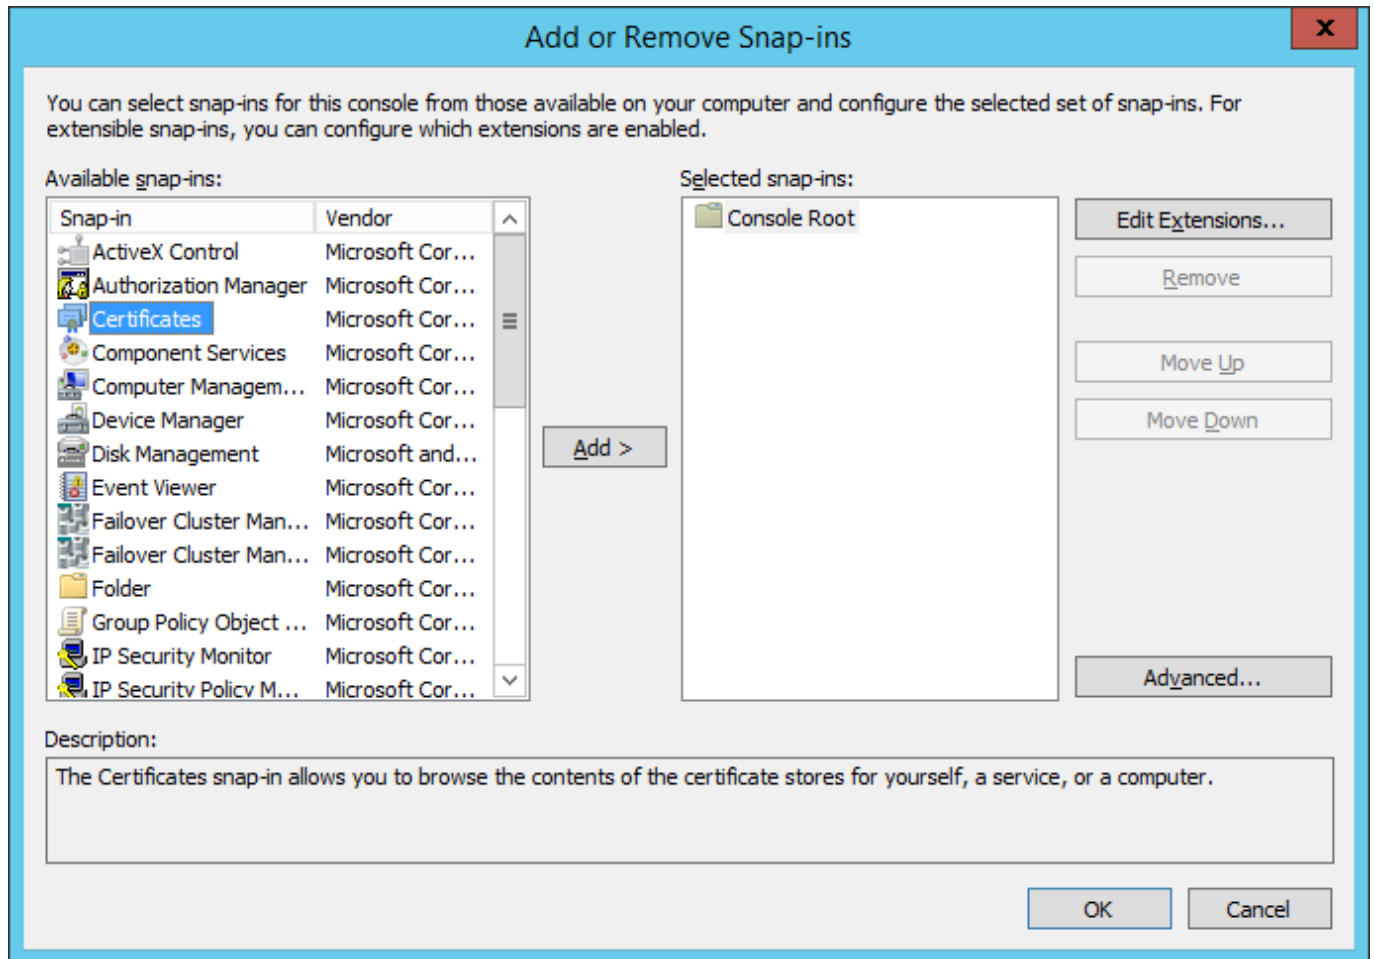 Add or Remove Snap-ins
x
You can select snap-ins for this console from those available on your computer and configure the selected set of snap-ins. For
extensible snap-ins, you can configure which extensions are enabled.
Available snap-ins:
Snap-in Vendor
ActiveX Control Microsoft Cor...
Authorization Manager Microsoft Cor...
Certificates Microsoft Cor...
Component Services Microsoft Cor...
Computer Managem... Microsoft Cor...
Device Manager Microsoft Cor...
Disk Management Microsoft and...
Event Viewer Microsoft Cor...
Failover Cluster Man... Microsoft Cor...
Failover Cluster Man... Microsoft Cor...
Folder Microsoft Cor...
Group Policy Object ... Microsoft Cor...
IP Security Monitor Microsoft Cor...
IP Security Policy M... Microsoft Cor...
Add >
Selected snap-ins:
Console Root
Edit Extensions...
Remove
Move Up
Move Down
Advanced...
Description:
The Certificates snap-in allows you to browse the contents of the certificate stores for yourself, a service, or a computer.
OK Cancel